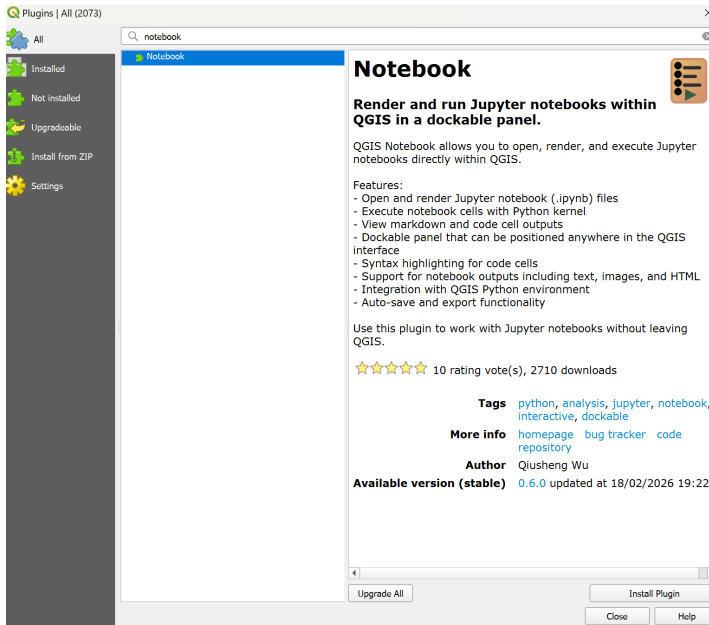 Plugins | All (2073)
All
Installed
Not installed
Upgradeable
Install from ZIP
Settings
notebook
Notebook
Notebook
Render and run Jupyter notebooks within
QGIS in a dockable panel.
QGIS Notebook allows you to open, render, and execute Jupyter
notebooks directly within QGIS.
Features:
- Open and render Jupyter notebook (.ipynb) files
- Execute notebook cells with Python kernel
- View markdown and code cell outputs
- Dockable panel that can be positioned anywhere in the QGIS
interface
- Syntax highlighting for code cells
- Support for notebook outputs including text, images, and HTML
- Integration with QGIS Python environment
- Auto-save and export functionality
Use this plugin to work with Jupyter notebooks without leaving
QGIS.
10 rating vote(s), 2710 downloads
Tags python, analysis, jupyter, notebook,
interactive, dockable
More info homepage bug tracker code
repository
Author Qiusheng Wu
Available version (stable) 0.6.0 updated at 18/02/2026 19:22
Upgrade All
Install Plugin
Close
Help